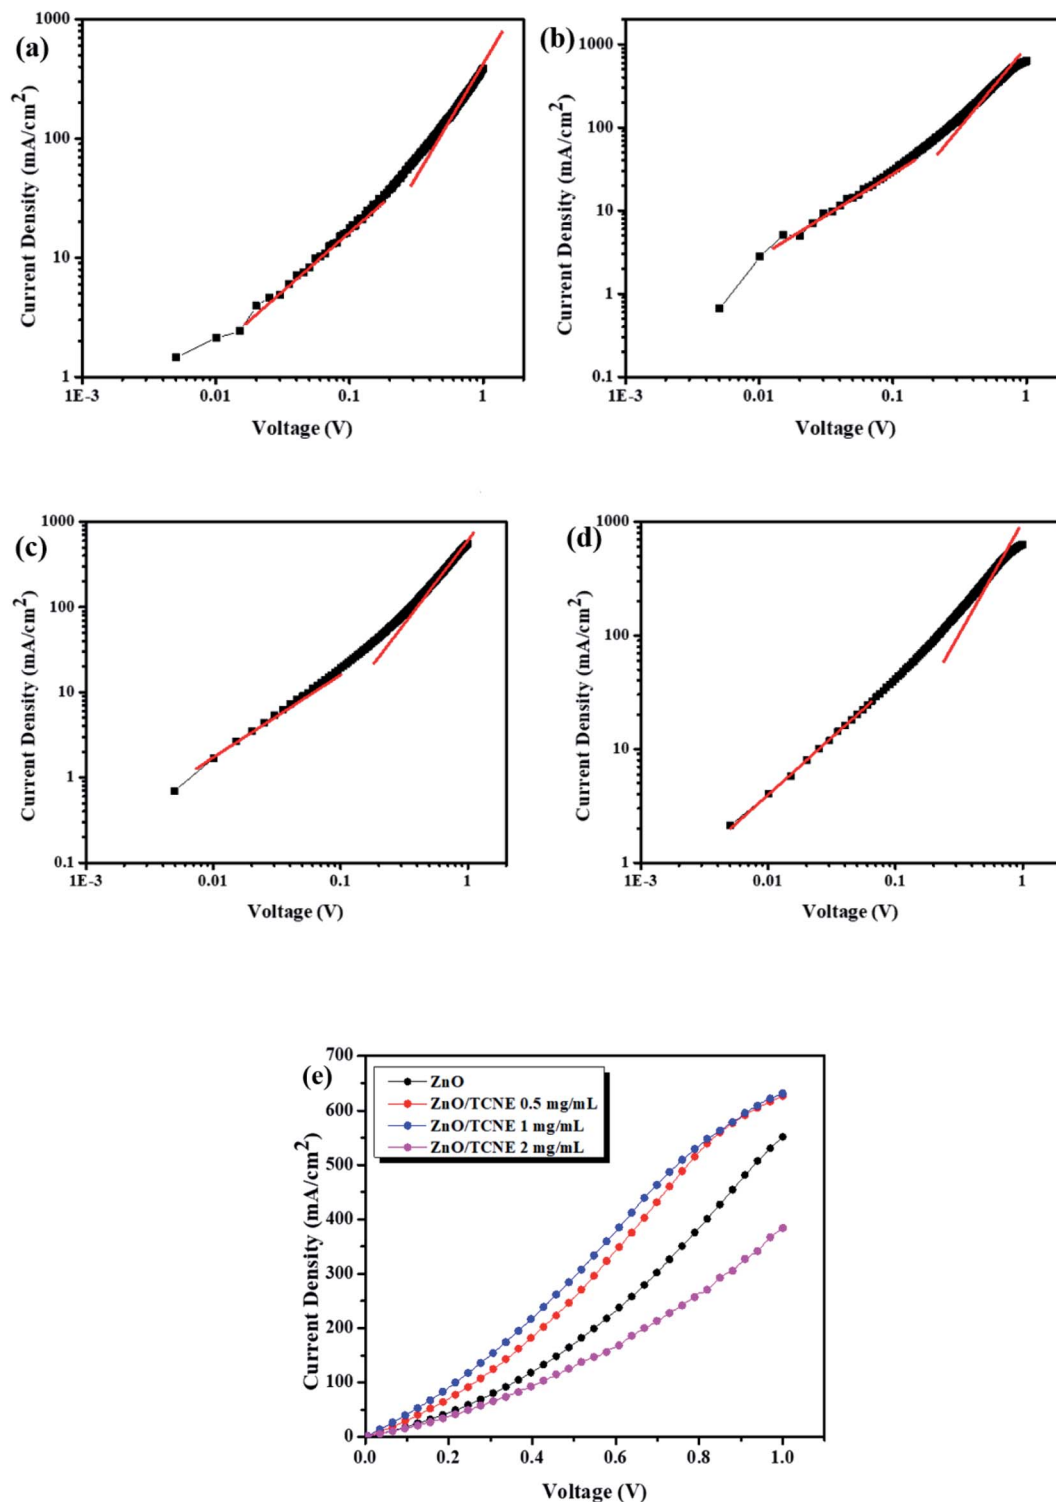 (a)
1000
100
10
1
1E-3
0.01
0.1
1
Current Density (mA/cm²)
Voltage (V)
(b)
1000
100
10
1
0.1
1E-3
0.01
0.1
1
Current Density (mA/cm²)
Voltage (V)
(c)
1000
100
10
1
0.1
1E-3
0.01
0.1
1
Current Density (mA/cm²)
Voltage (V)
(d)
1000
100
10
1
1E-3
0.01
0.1
1
Current Density (mA/cm²)
Voltage (V)
(e)
700
600
500
400
300
200
100
0
ZnO
ZnO/TCNE 0.5 mg/mL
ZnO/TCNE 1 mg/mL
ZnO/TCNE 2 mg/mL
0.0
0.2
0.4
0.6
0.8
1.0
Current Density (mA/cm²)
Voltage (V)